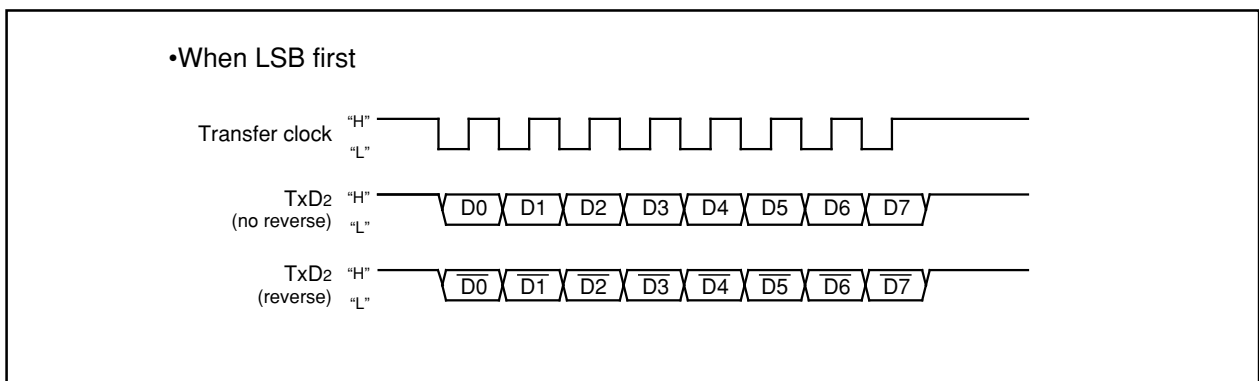 •When LSB first
Transfer clock
“H”
“L”
TxD2
(no reverse)
“H”
“L”
D0 D1 D2 D3 D4 D5 D6 D7
TxD2
(reverse)
“H”
“L”
D0 D1 D2 D3 D4 D5 D6 D7